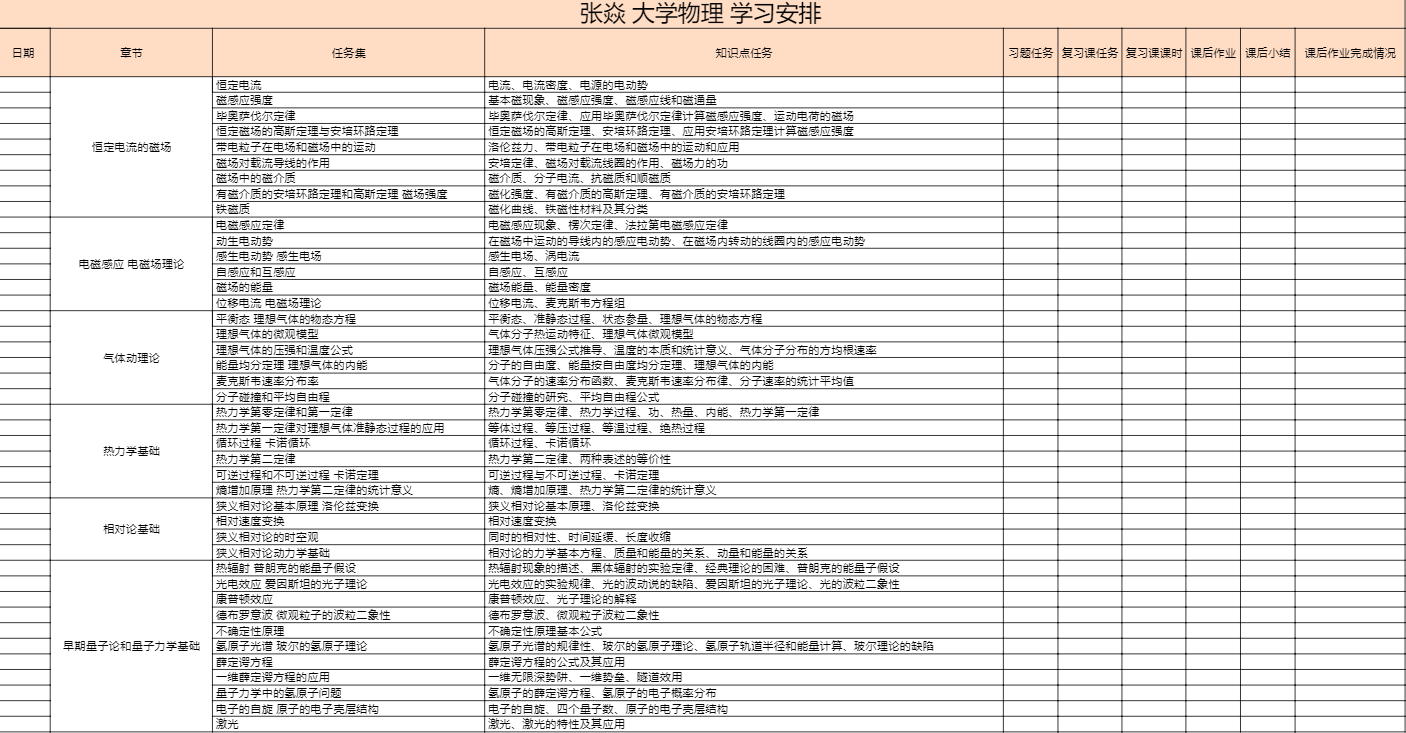 张焱 大学物理 学习安排
日期 章节 任务集 知识点任务 习题任务 复习课任务 复习课课时 课后作业 课后小结 课后作业完成情况
恒定电流的磁场
恒定电流 电流、电流密度、电源的电动势
磁感应强度 基本磁现象、磁感应强度、磁感应线和磁通量
毕奥萨伐尔定律 毕奥萨伐尔定律、应用毕奥萨伐尔定律计算磁感应强度、运动电荷的磁场
恒定磁场的高斯定理与安培环路定理 恒定磁场的高斯定理、安培环路定理、应用安培环路定理计算磁感应强度
带电粒子在电场和磁场中的运动 洛伦兹力、带电粒子在电场和磁场中的运动和应用
磁场对载流导线的作用 安培定律、磁场对载流线圈的作用、磁场力的功
磁场中的磁介质 磁介质、分子电流、抗磁质和顺磁质
有磁介质的安培环路定理和高斯定理 磁场强度 磁化强度、有磁介质的高斯定理、有磁介质的安培环路定理
铁磁质 磁化曲线、铁磁性材料及其分类
电磁感应 电磁场理论
电磁感应定律 电磁感应现象、楞次定律、法拉第电磁感应定律
动生电动势 在磁场中运动的导线内的感应电动势、在磁场内转动的线圈内的感应电动势
感生电动势 感生电场 感生电场、涡电流
自感应和互感应 自感应、互感应
磁场的能量 磁场能量、能量密度
位移电流 电磁场理论 位移电流、麦克斯韦方程组
气体动理论
平衡态 理想气体的物态方程 平衡态、准静态过程、状态参量、理想气体的物态方程
理想气体的微观模型 气体分子热运动特征、理想气体微观模型
理想气体的压强和温度公式 理想气体压强公式推导、温度的本质和统计意义、气体分子分布的方均根速率
能量均分定理 理想气体的内能 分子的自由度、能量按自由度均分定理、理想气体的内能
麦克斯韦速率分布率 气体分子的速率分布函数、麦克斯韦速率分布律、分子速率的统计平均值
分子碰撞和平均自由程 分子碰撞的研究、平均自由程公式
热力学基础
热力学第零定律和第一定律 热力学第零定律、热力学过程、功、热量、内能、热力学第一定律
热力学第一定律对理想气体准静态过程的应用 等体过程、等压过程、等温过程、绝热过程
循环过程 卡诺循环 循环过程、卡诺循环
热力学第二定律 热力学第二定律、两种表述的等价性
可逆过程和不可逆过程 卡诺定理 可逆过程与不可逆过程、卡诺定理
熵增加原理 热力学第二定律的统计意义 熵、熵增加原理、热力学第二定律的统计意义
相对论基础
狭义相对论基本原理 洛伦兹变换 狭义相对论基本原理、洛伦兹变换
相对速度变换 相对速度变换
狭义相对论的时空观 同时的相对性、时间延缓、长度收缩
狭义相对论动力学基础 相对论的力学基本方程、质量和能量的关系、动量和能量的关系
早期量子论和量子力学基础
热辐射 普朗克的能量子假设 热辐射现象的描述、黑体辐射的实验定律、经典理论的困难、普朗克的能量子假设
光电效应 爱因斯坦的光子理论 光电效应的实验规律、光的波动说的缺陷、爱因斯坦的光子理论、光的波粒二象性
康普顿效应 康普顿效应、光子理论的解释
德布罗意波 微观粒子的波粒二象性 德布罗意波、微观粒子波粒二象性
不确定性原理 不确定性原理基本公式
氢原子光谱 玻尔的氢原子理论 氢原子光谱的规律性、玻尔的氢原子理论、氢原子轨道半径和能量计算、玻尔理论的缺陷
薛定谔方程 薛定谔方程的公式及其应用
一维薛定谔方程的应用 一维无限深势阱、一维势垒、隧道效用
量子力学中的氢原子问题 氢原子的薛定谔方程、氢原子的电子概率分布
电子的自旋 原子的电子壳层结构 电子的自旋、四个量子数、原子的电子壳层结构
激光 激光、激光的特性及其应用